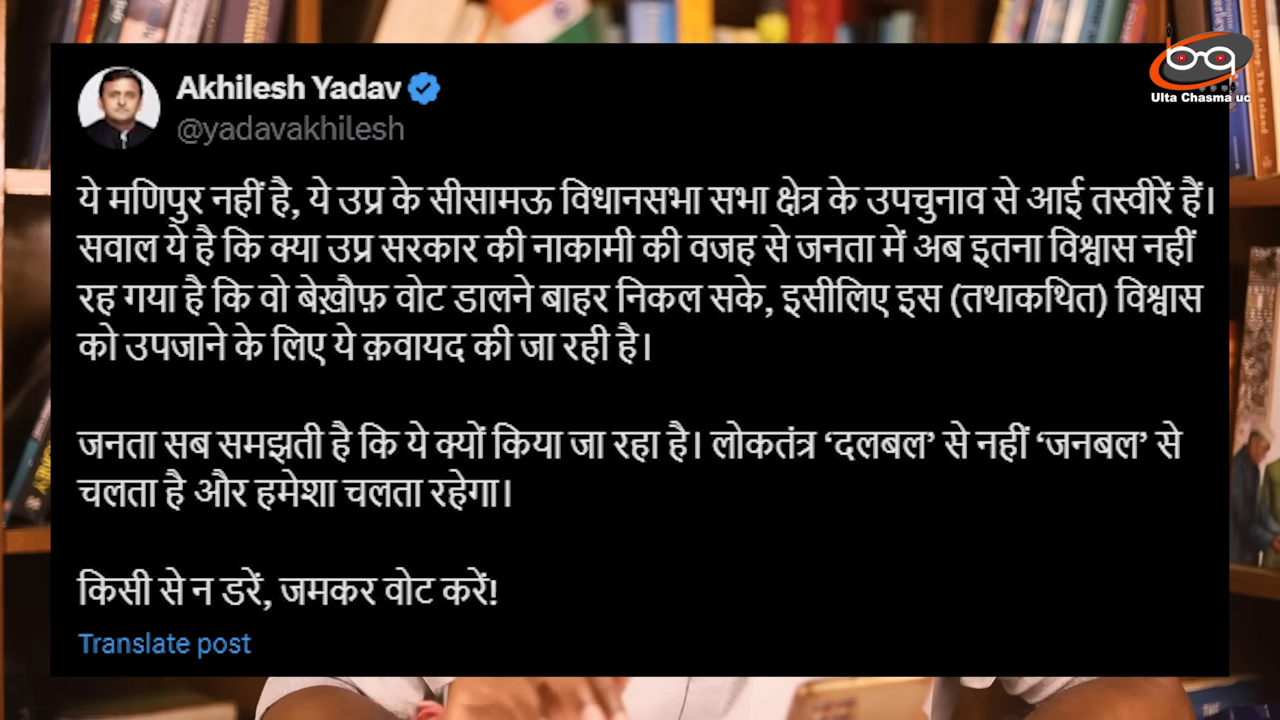 Akhilesh Yadav
@yadavakhilesh
ये मणिपुर नहीं है, ये उप्र के सीसामऊ विधानसभा सभा क्षेत्र के उपचुनाव से आई तस्वीरें हैं।
सवाल ये है कि क्या उप्र सरकार की नाकामी की वजह से जनता में अब इतना विश्वास नहीं
रह गया है कि वो बेख़ौफ़ वोट डालने बाहर निकल सके, इसीलिए इस (तथाकथित) विश्वास
को उपजाने के लिए ये क़वायद की जा रही है।
जनता सब समझती है कि ये क्यों किया जा रहा है। लोकतंत्र ‘दलबल’ से नहीं ‘जनबल’ से
चलता है और हमेशा चलता रहेगा।
किसी से न डरें, जमकर वोट करें!
Translate post
Ulta Chasma uc